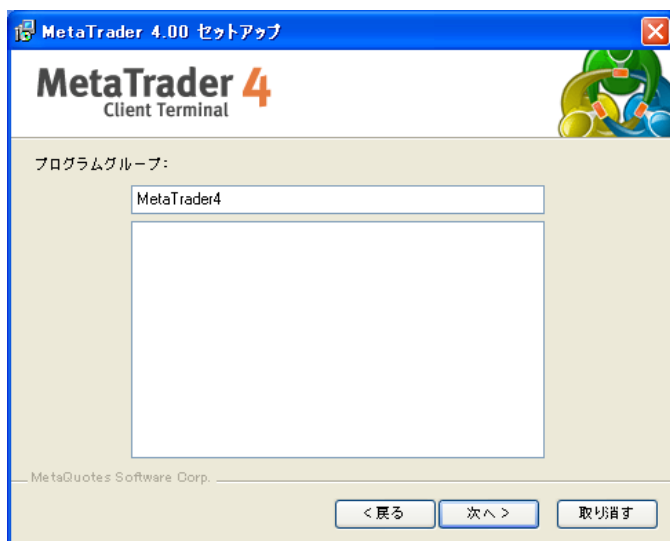 MetaTrader 4.00 セットアップ
MetaTrader 4
Client Terminal
プログラムグループ:
MetaTrader4
MetaQuotes Software Corp.
< 戻る 次へ > 取り消す